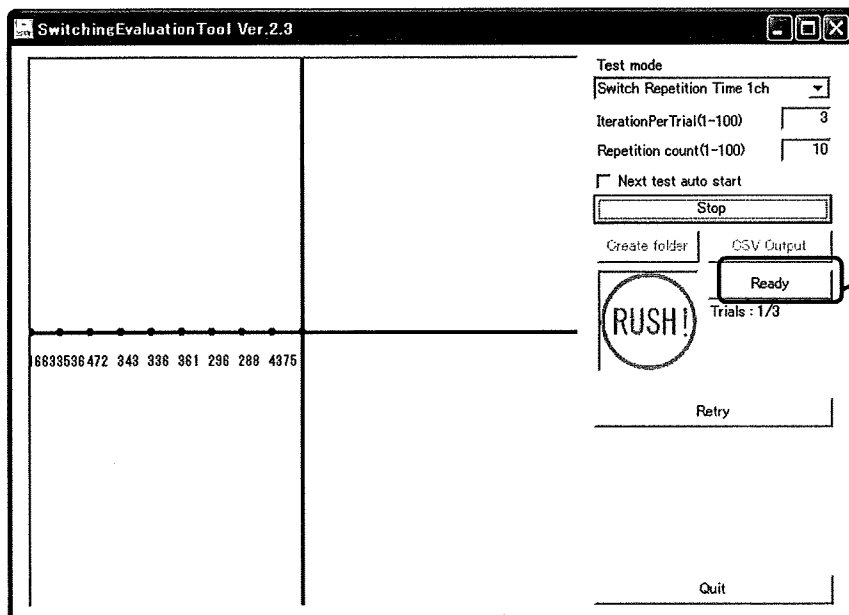 SwitchingEvaluationTool Ver.2.3
Test mode
Switch Repetition Time 1ch
IterationPerTrial(1-100) 3
Repetition count(1-100) 10
Next test auto start
Stop
Create folder CSV Output
Ready
RUSH!
Trials : 1/3
472 343 336 361 296 288 4375
Retry
Quit